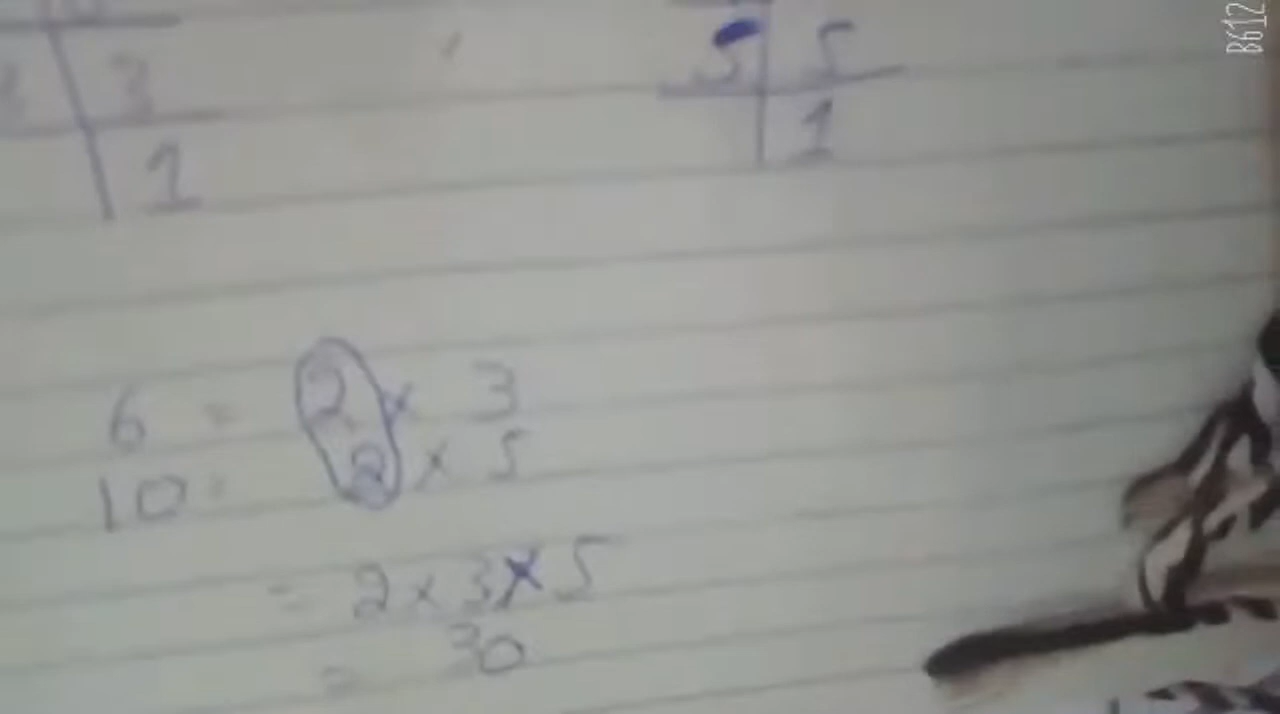 3 3
1
5 5
1
6 = 2 × 3
10 = 2 × 5
= 2 × 3 × 5
= 30
B612